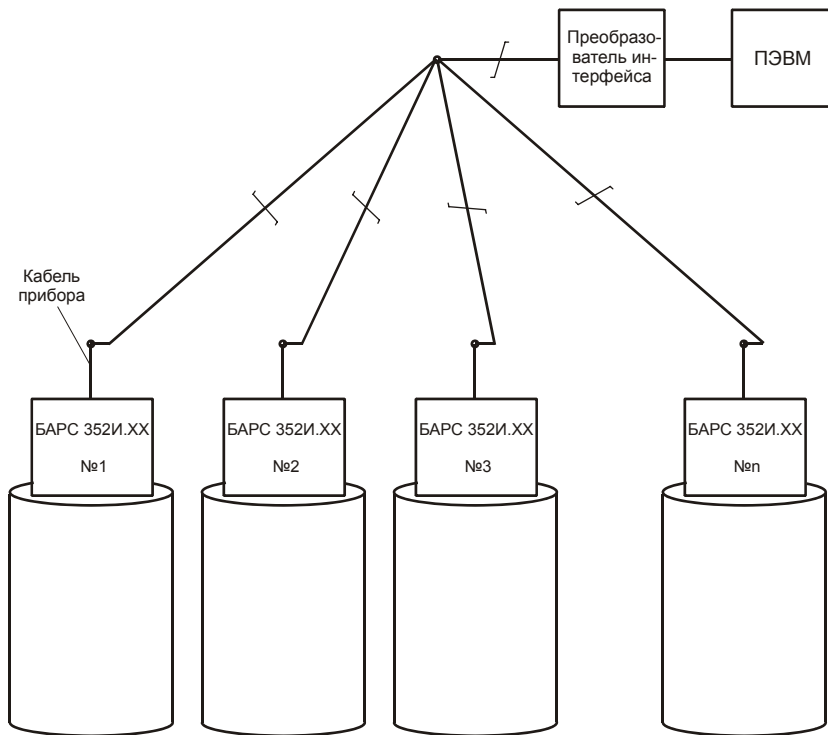 Преобразо-
ватель ин-
терфейса
ПЭВМ
Кабель
прибора
БАРС 352И.ХХ
№1
БАРС 352И.ХХ
№2
БАРС 352И.ХХ
№3
БАРС 352И.ХХ
№n